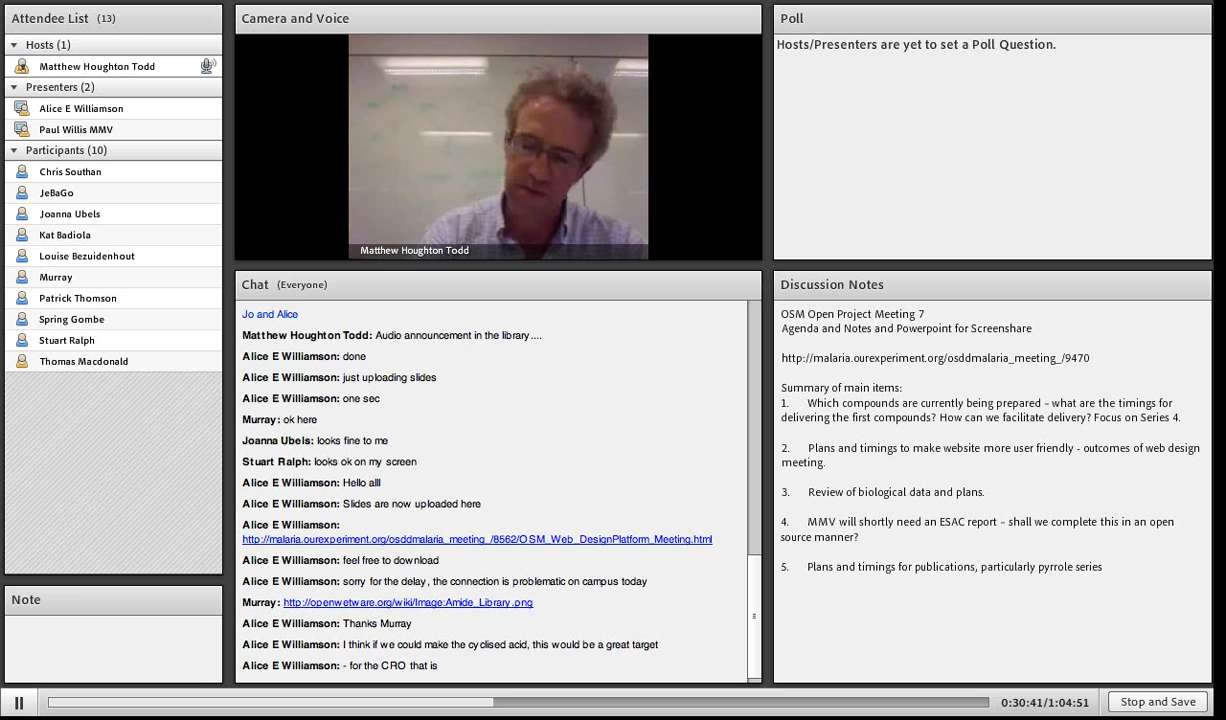 Attendee List (13)
Hosts (1)
Matthew Houghton Todd
Presenters (2)
Alice E Williamson
Paul Willis MMV
Participants (10)
Chris Southan
JeBaGo
Joanna Ubels
Kat Badiola
Louise Bezuidenhout
Murray
Patrick Thomson
Spring Gombe
Stuart Ralph
Thomas Macdonald
Note
Camera and Voice
Matthew Houghton Todd
Chat (Everyone)
Jo and Alice
Matthew Houghton Todd: Audio announcement in the library....
Alice E Williamson: done
Alice E Williamson: just uploading slides
Alice E Williamson: one sec
Murray: ok here
Joanna Ubels: looks fine to me
Stuart Ralph: looks ok on my screen
Alice E Williamson: Hello alll
Alice E Williamson: Slides are now uploaded here
Alice E Williamson:
http://malaria.ourexperiment.org/osddmalaria_meeting_/8562/OSM_Web_DesignPlatform_Meeting.html
Alice E Williamson: feel free to download
Alice E Williamson: sorry for the delay, the connection is problematic on campus today
Murray: http://openwetware.org/wiki/Image:Amide_Library.png
Alice E Williamson: Thanks Murray
Alice E Williamson: I think if we could make the cyclised acid, this would be a great target
Alice E Williamson: - for the CRO that is
Poll
Hosts/Presenters are yet to set a Poll Question.
Discussion Notes
OSM Open Project Meeting 7
Agenda and Notes and Powerpoint for Screenshare
http://malaria.ourexperiment.org/osddmalaria_meeting_/9470
Summary of main items:
1. Which compounds are currently being prepared – what are the timings for
delivering the first compounds? How can we facilitate delivery? Focus on Series 4.
2. Plans and timings to make website more user friendly – outcomes of web design
meeting.
3. Review of biological data and plans.
4. MMV will shortly need an ESAC report – shall we complete this in an open
source manner?
5. Plans and timings for publications, particularly pyrrole series
0:30:41/1:04:51
Stop and Save